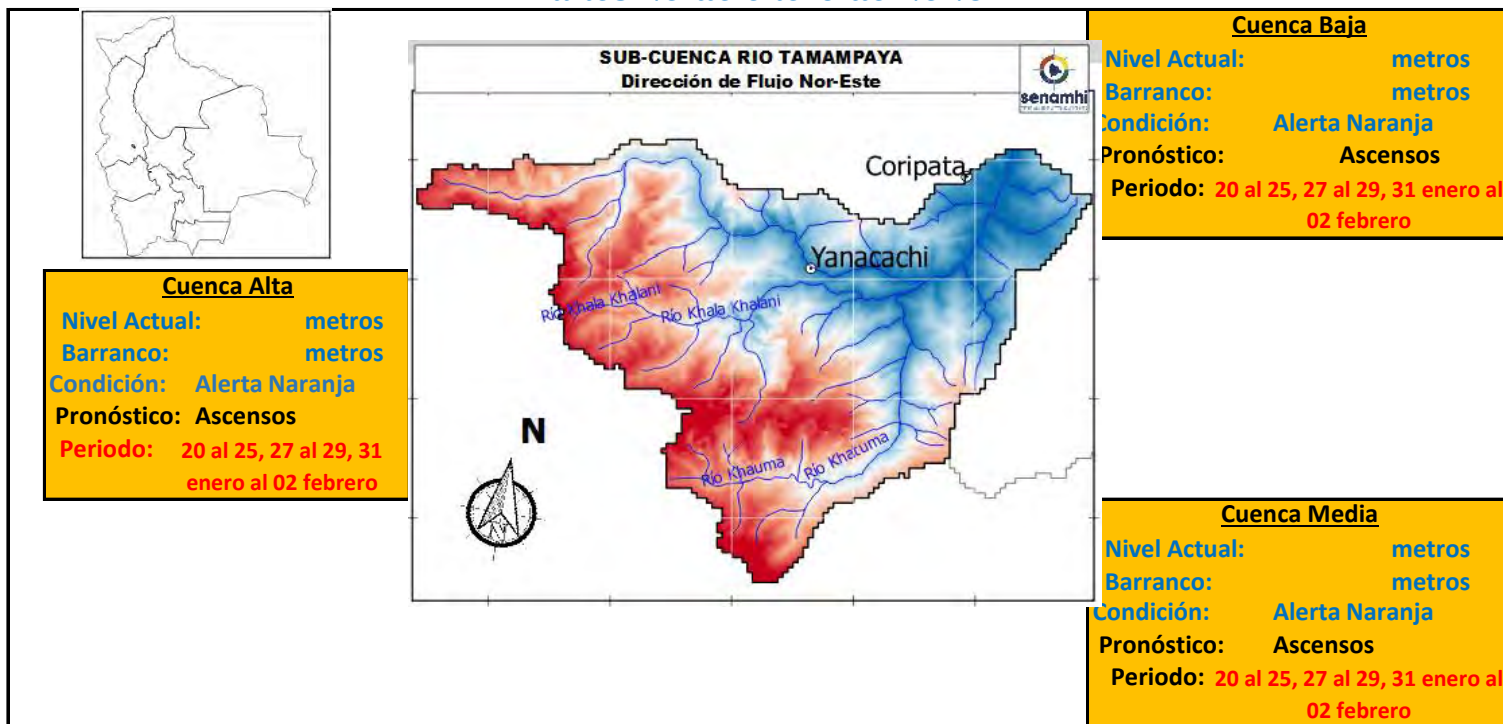 Cuenca Baja
Nivel Actual: metros
Barranco: metros
Condición: Alerta Naranja
Pronóstico: Ascensos
Periodo: 20 al 25, 27 al 29, 31 enero al
02 febrero
SUB-CUENCA RIO TAMAMPAYA
Dirección de Flujo Nor-Este
senamhi
Coripata
Yanacachi
Río Khala Khalani
Río Khala Khalani
Río Khauma
Río Khatuma
N
Cuenca Alta
Nivel Actual: metros
Barranco: metros
Condición: Alerta Naranja
Pronóstico: Ascensos
Periodo: 20 al 25, 27 al 29, 31
enero al 02 febrero
Cuenca Media
Nivel Actual: metros
Barranco: metros
Condición: Alerta Naranja
Pronóstico: Ascensos
Periodo: 20 al 25, 27 al 29, 31 enero al
02 febrero